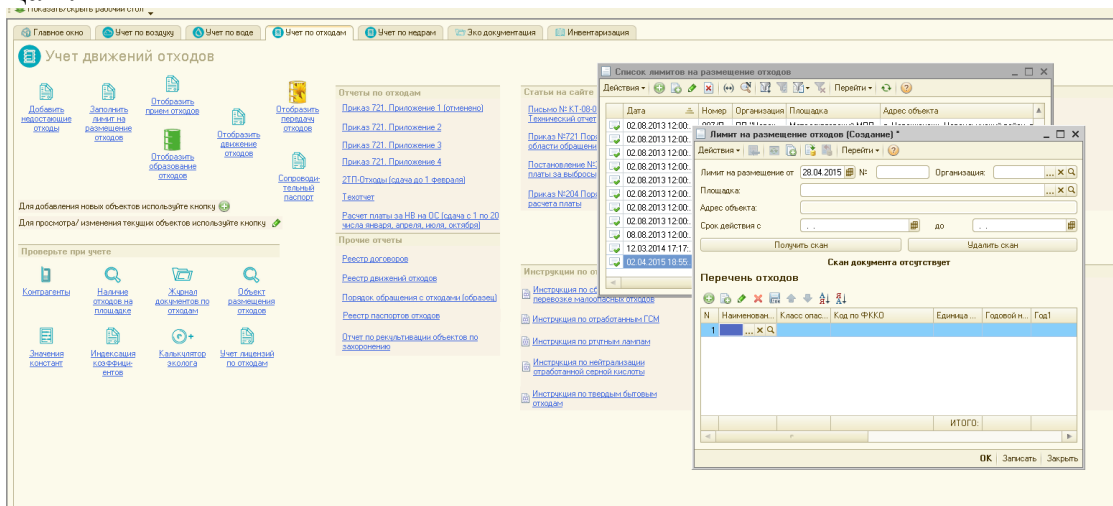 Показать/скрыть рабочий стол
Главное окно
Учет по воздуху
Учет по воде
Учет по отходам
Учет по недрам
Эко документация
Инвентаризация
Учет движений отходов
Добавить
недостающие
отходы
Заполнить
лимит на
размещение
отходов
Отобразить
прием отходов
Отобразить
образование
отходов
Отобразить
движение
отходов
Отобразить
передачу
отходов
Сопроводи-
тельный
паспорт
Для добавления новых объектов используйте кнопку
Для просмотра/ изменения текущих объектов используйте кнопку
Проверьте при учете
Контрагенты
Наличие
отходов на
площадке
Журнал
документов по
отходам
Объект
размещения
отходов
Значения
констант
Индексация
коэффици-
ентов
Калькулятор
эколога
Учет лицензий
по отходам
Отчеты по отходам
Приказ 721. Приложение 1 (отменено)
Приказ 721. Приложение 2
Приказ 721. Приложение 3
Приказ 721. Приложение 4
2ТП-Отходы (сдача до 1 февраля)
Техотчет
Расчет платы за НВ на ОС (сдача с 1 по 20
числа января, апреля, июля, октября)
Прочие отчеты
Реестр договоров
Реестр движений отходов
Порядок обращения с отходами (образец)
Реестр паспортов отходов
Отчет по рекультивации объектов по
захоронению
Статьи на сайте
Письмо № КТ-08-0
Технический отчет
Приказ №721 Поря
области обращени
Постановление №3
платы за выбросы
Приказ №204 Поря
расчета платы
Инструкции по от
Инструкция по сб
перевозке малоопасных отходов
Инструкция по отработанным ГСМ
Инструкция по ртутным лампам
Инструкция по нейтрализации
отработанной серной кислоты
Инструкция по твердым бытовым
отходам
Список лимитов на размещение отходов
Действия
Перейти
Дата Номер Организация Площадка Адрес объекта
02.08.2013 12:00:
02.08.2013 12:00:
02.08.2013 12:00:
02.08.2013 12:00:
02.08.2013 12:00:
02.08.2013 12:00:
02.08.2013 12:00:
02.08.2013 12:00:
08.08.2013 12:00:
12.03.2014 17:17:
02.04.2015 18:55
Лимит на размещение отходов (Создание) *
Действия
Перейти
Лимит на размещение от 28.04.2015 №: Организация:
Площадка:
Адрес объекта:
Срок действия с . . до . .
Получить скан Удалить скан
Скан документа отсутствует
Перечень отходов
N Наименован... Класс опас... Код по ФККО Единица ... Годовой н... Год1
1
ИТОГО:
OK Записать Закрыть